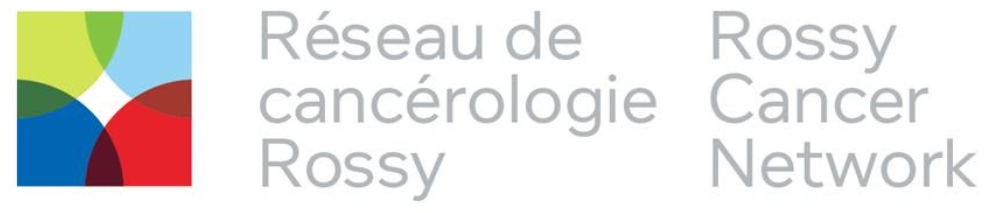 Réseau de
cancérologie
Rossy
Rossy
Cancer
Network